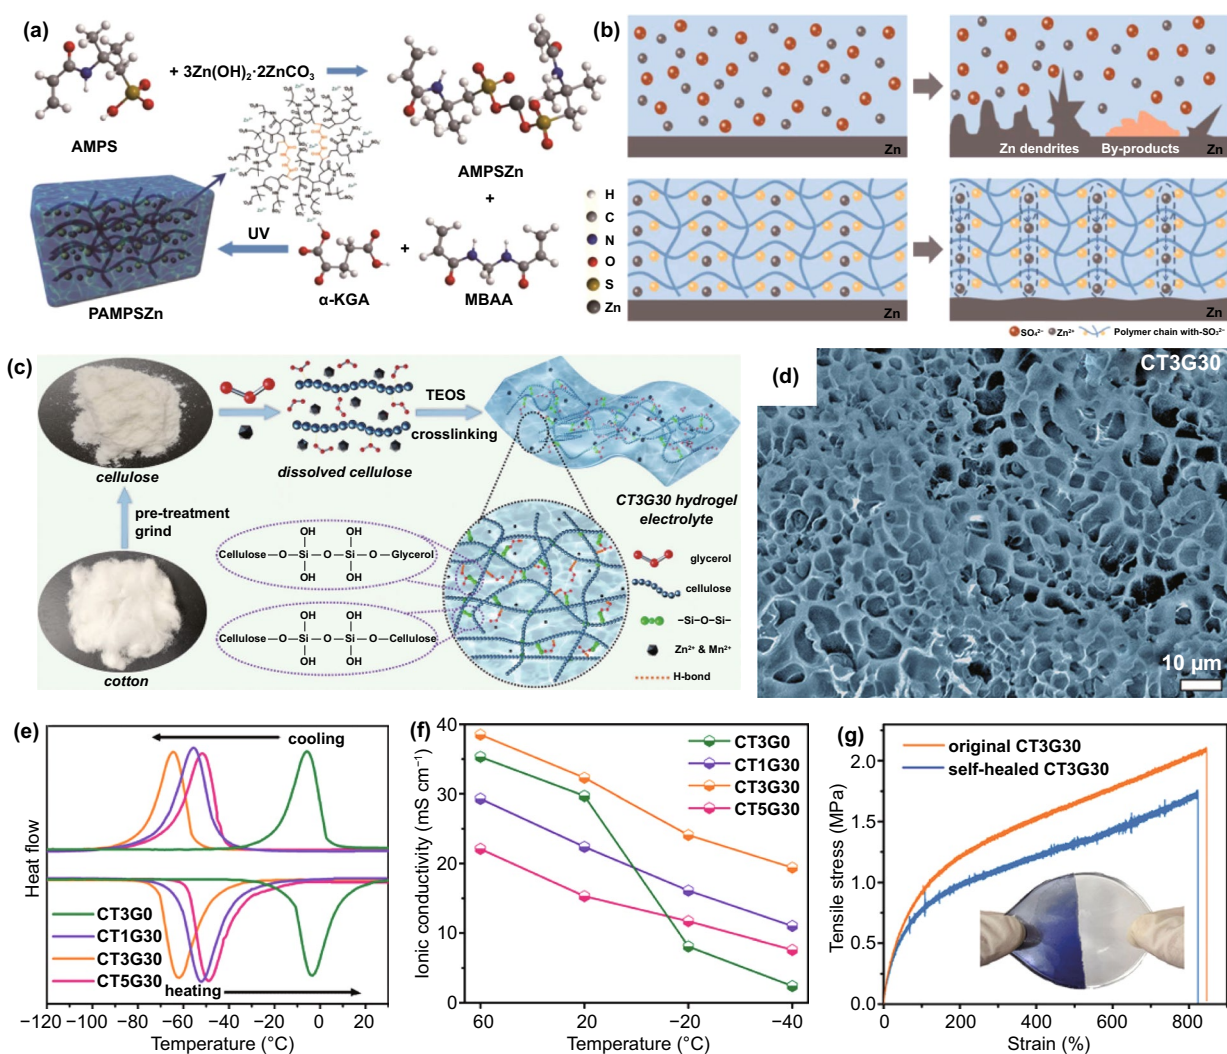 (a)
AMPS
+ 3Zn(OH)₂·2ZnCO₃
AMPSZn
+
UV
α-KGA
+
MBAA
PAMPSZn
H
C
N
O
S
Zn
(b)
Zn
Zn dendrites
By-products
Zn
Zn
Zn
SO₄²⁻
Zn²⁺
Polymer chain with-SO₃²⁻
(c)
cellulose
pre-treatment
grind
cotton
dissolved cellulose
TEOS
crosslinking
CT3G30 hydrogel
electrolyte
OH OH
Cellulose—O—Si—O—Si—O—Glycerol
OH OH
OH OH
Cellulose—O—Si—O—Si—O—Cellulose
OH OH
glycerol
cellulose
−Si−O−Si−
Zn²⁺ & Mn²⁺
H-bond
(d)
CT3G30
10 μm
(e)
cooling
Heat flow
CT3G0
CT1G30
CT3G30
CT5G30
heating
−120 −100 −80 −60 −40 −20 0 20
Temperature (°C)
(f)
Ionic conductivity (mS cm⁻¹)
40
30
20
10
0
CT3G0
CT1G30
CT3G30
CT5G30
60 20 −20 −40
Temperature (°C)
(g)
original CT3G30
self-healed CT3G30
Tensile stress (MPa)
2.0
1.5
1.0
0.5
0.0
0 200 400 600 800
Strain (%)